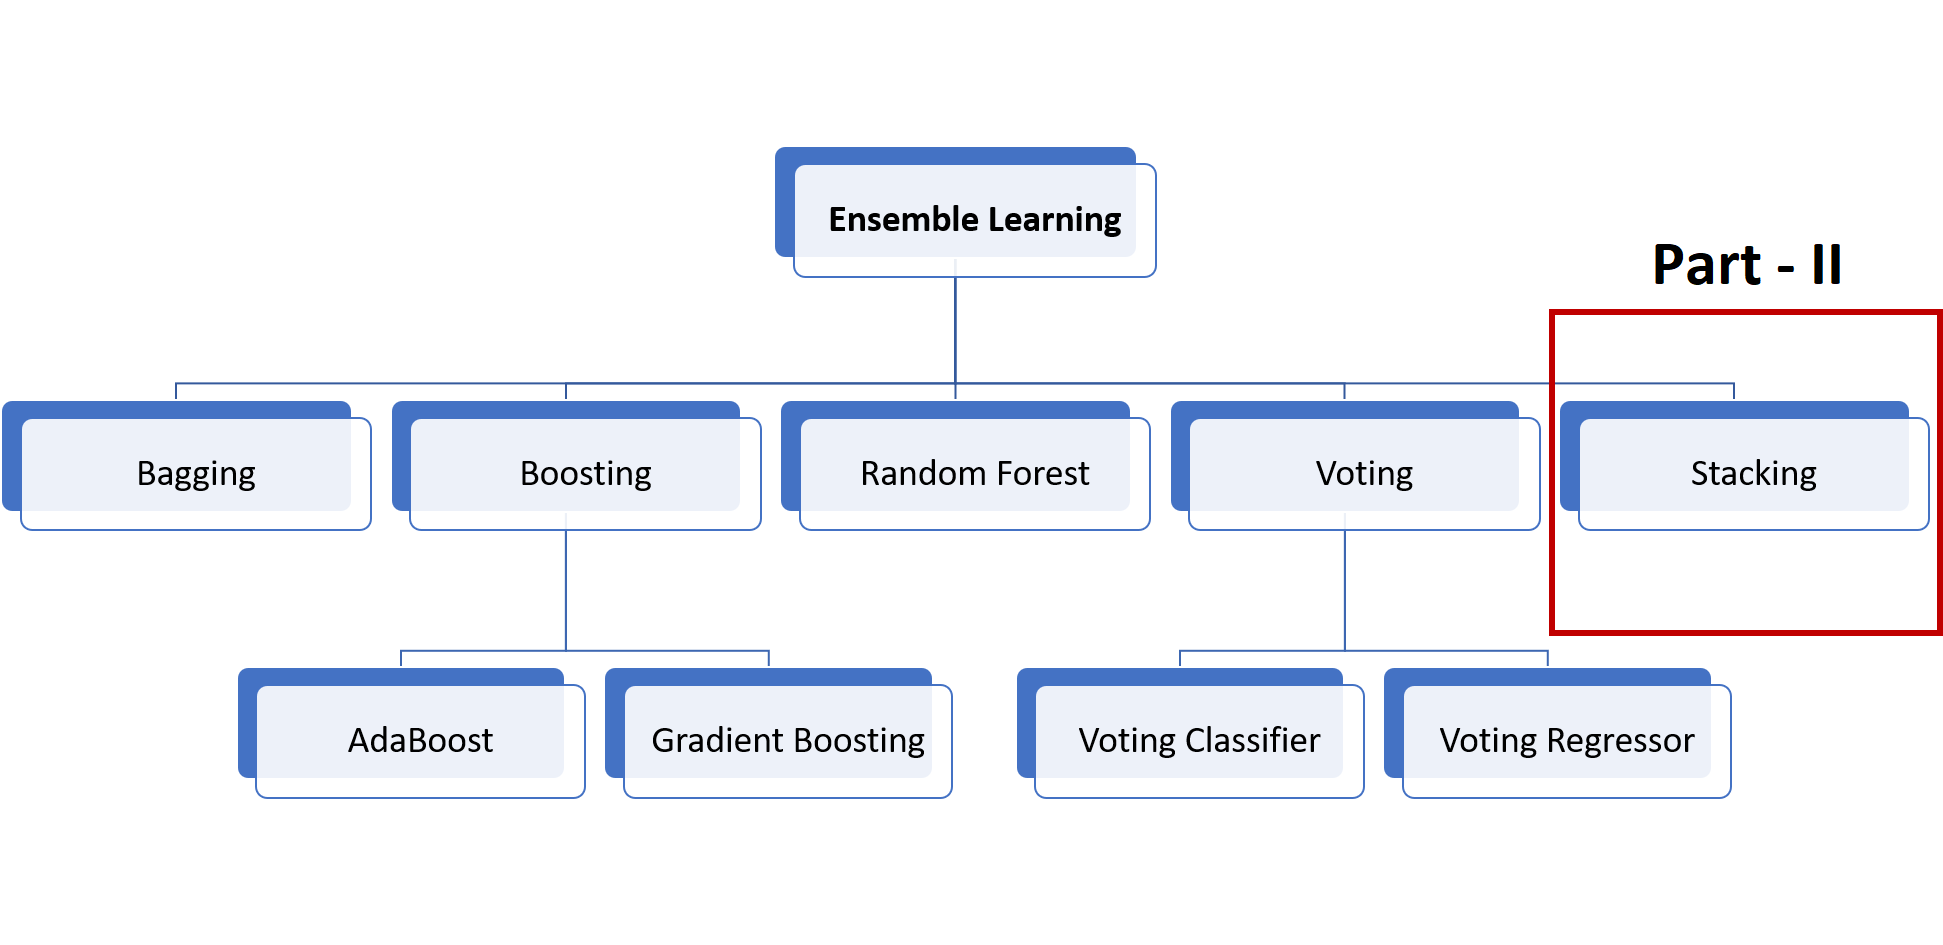 Ensemble Learning
Part - II
Bagging
Boosting
Random Forest
Voting
Stacking
AdaBoost
Gradient Boosting
Voting Classifier
Voting Regressor